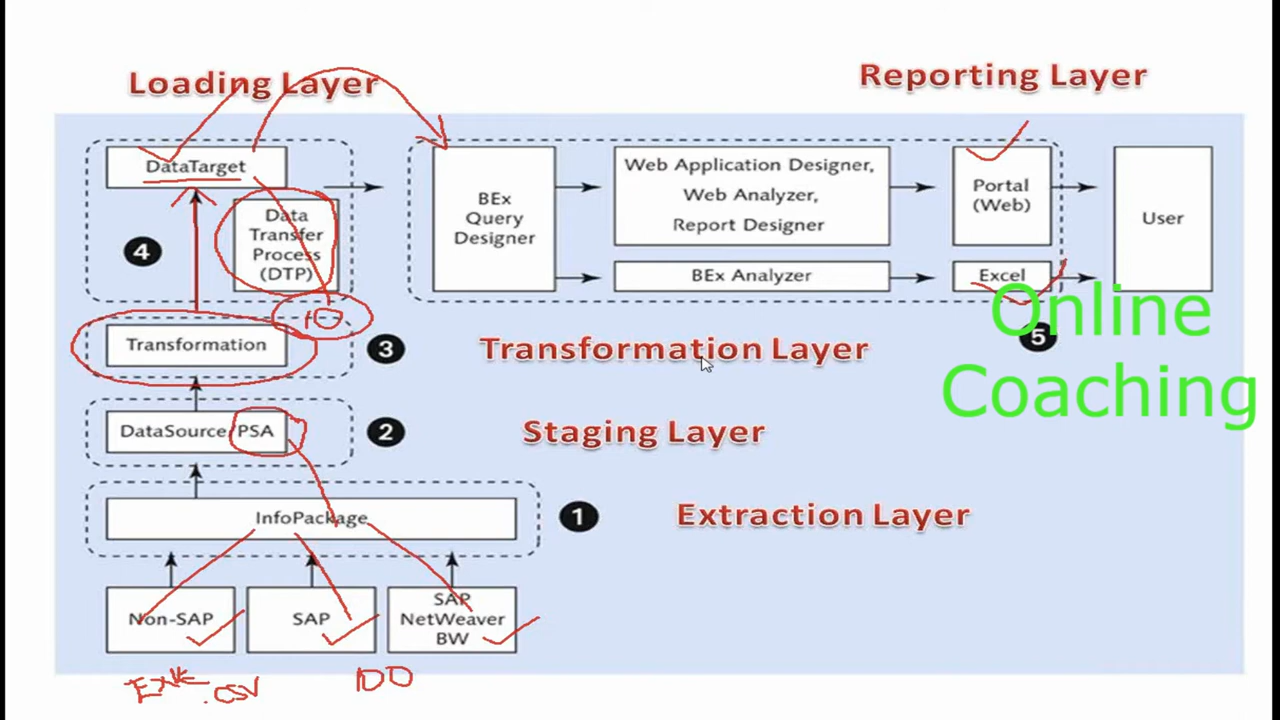 Loading Layer
Reporting Layer
DataTarget
Data
Transfer
Process
(DTP)
4
BEx
Query
Designer
Web Application Designer,
Web Analyzer,
Report Designer
BEx Analyzer
Portal
(Web)
Excel
User
Online
Coaching
5
10
Transformation
3
Transformation Layer
DataSource/PSA
2
Staging Layer
InfoPackage
1
Extraction Layer
Non-SAP
SAP
SAP
NetWeaver
BW
.csv
100